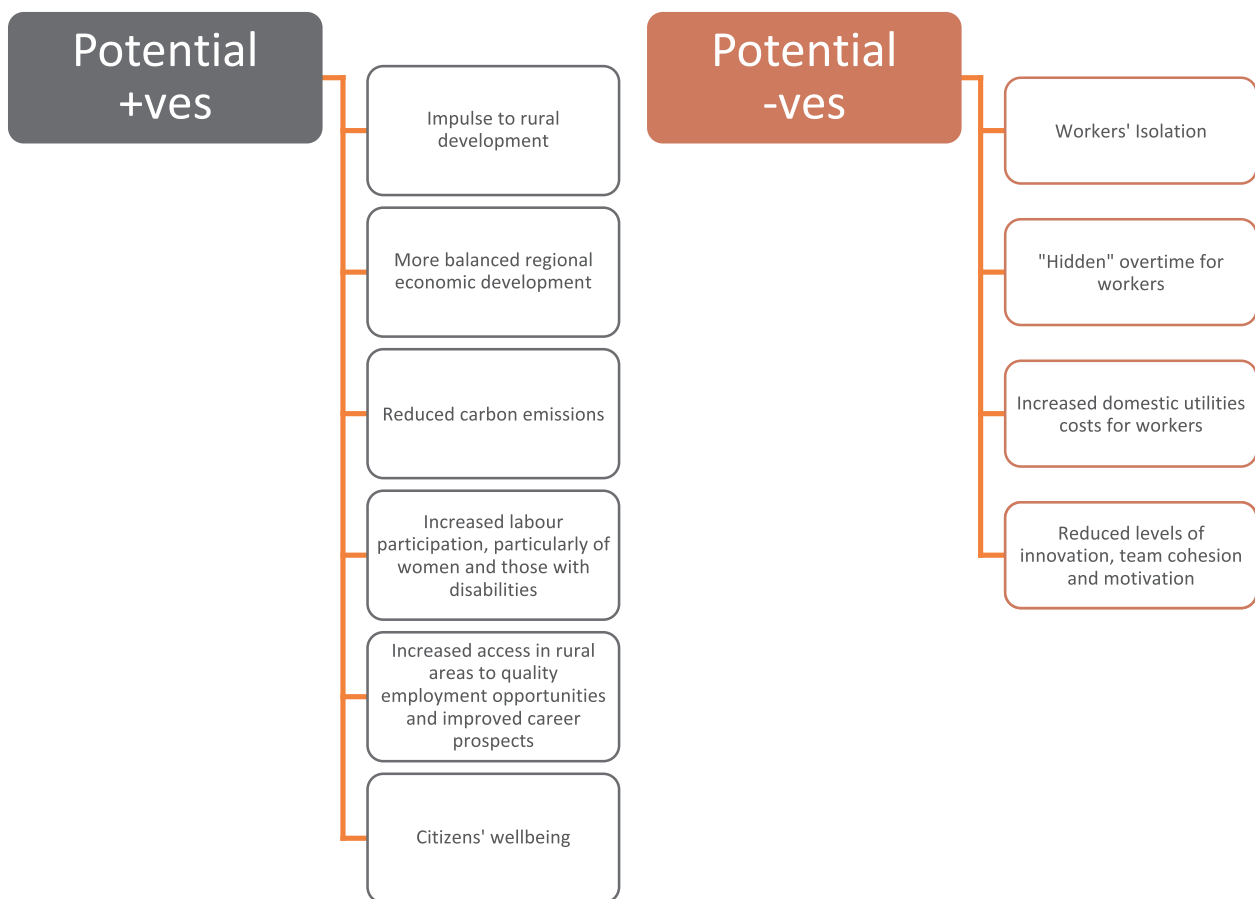 Potential
+ves
Impulse to rural
development
More balanced regional
economic development
Reduced carbon emissions
Increased labour
participation, particularly of
women and those with
disabilities
Increased access in rural
areas to quality
employment opportunities
and improved career
prospects
Citizens' wellbeing
Potential
-ves
Workers' Isolation
"Hidden" overtime for
workers
Increased domestic utilities
costs for workers
Reduced levels of
innovation, team cohesion
and motivation